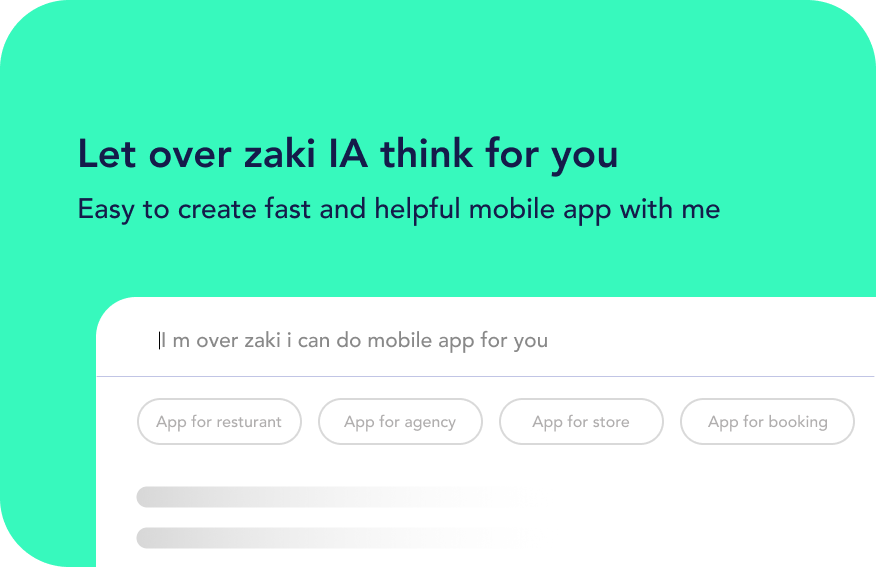 Let over zaki IA think for you
Easy to create fast and helpful mobile app with me
I m over zaki i can do mobile app for you
App for resturant
App for agency
App for store
App for booking